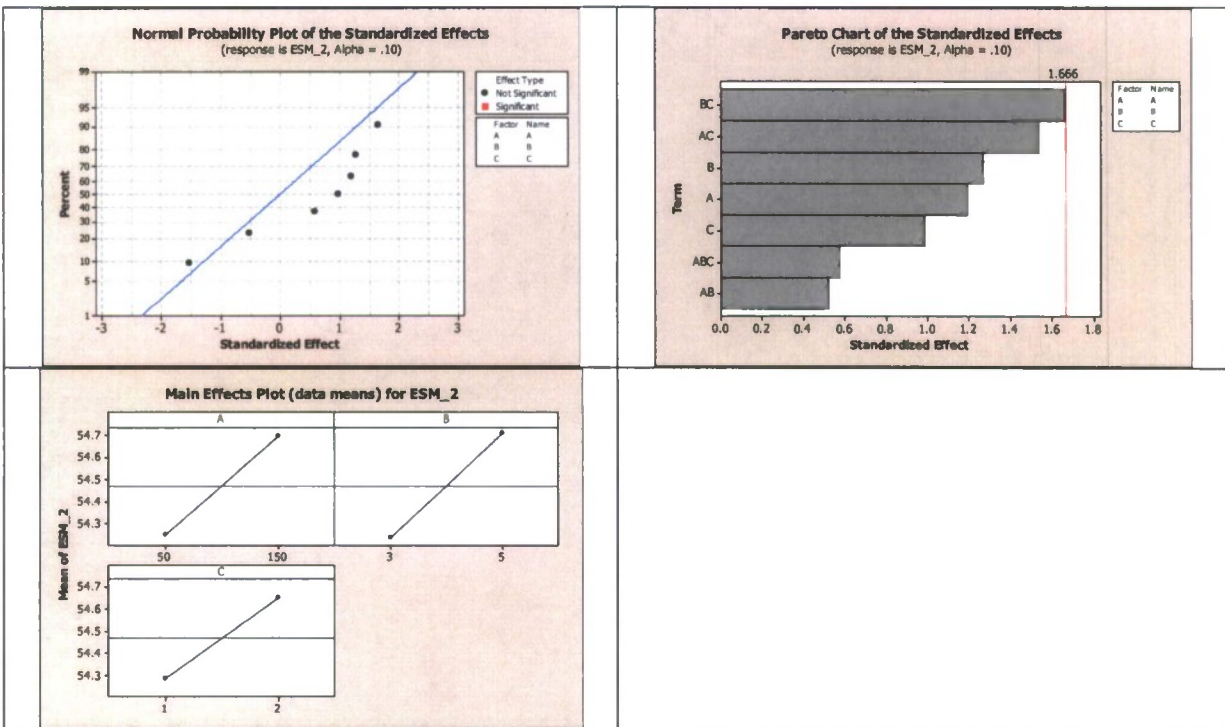 Normal Probability Plot of the Standardized Effects
(response is ESM_2, Alpha = .10)
99
95
90
80
70
60
50
40
30
20
10
5
1
Percent
-3 -2 -1 0 1 2 3
Standardized Effect
Effect Type
Not Significant
Significant
Factor Name
A A
B B
C C
Pareto Chart of the Standardized Effects
(response is ESM_2, Alpha = .10)
1.666
BC
AC
B
A
C
ABC
AB
Term
0.0 0.2 0.4 0.6 0.8 1.0 1.2 1.4 1.6 1.8
Standardized Effect
Factor Name
A A
B B
C C
Main Effects Plot (data means) for ESM_2
A B
54.7
54.6
54.5
54.4
54.3
50 150 3 5
Mean of ESM_2
C
54.7
54.6
54.5
54.4
54.3
1 2